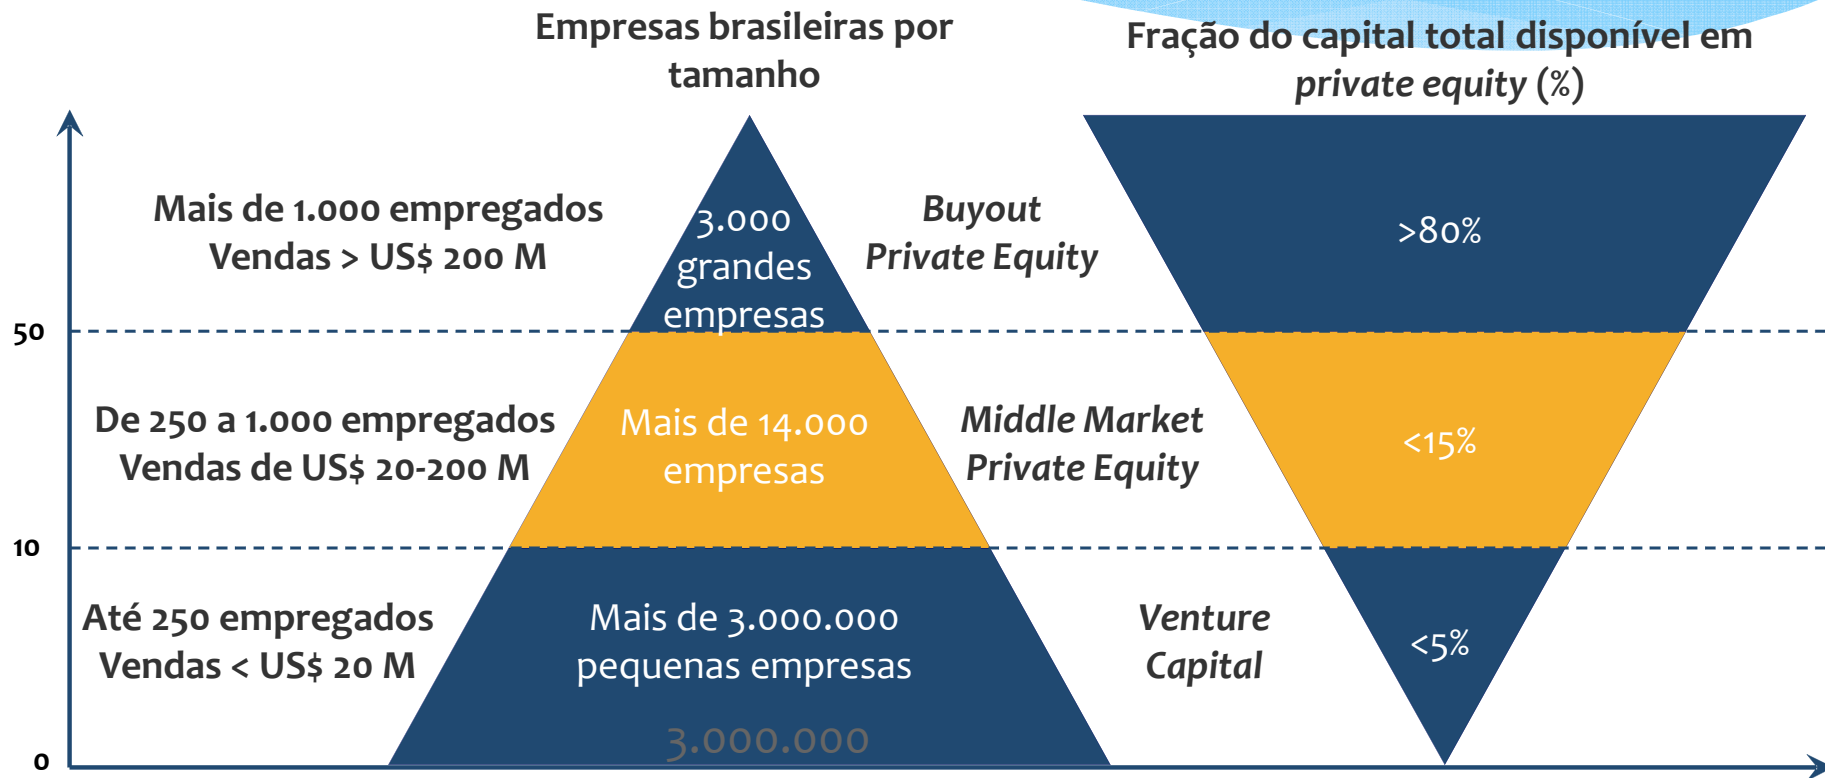 Empresas brasileiras por
tamanho
Fração do capital total disponível em
private equity (%)
Mais de 1.000 empregados
Vendas > US$ 200 M
3.000
grandes
empresas
Buyout
Private Equity
>80%
50
De 250 a 1.000 empregados
Vendas de US$ 20-200 M
Mais de 14.000
empresas
Middle Market
Private Equity
<15%
10
Até 250 empregados
Vendas < US$ 20 M
Mais de 3.000.000
pequenas empresas
Venture
Capital
<5%
3.000.000
0